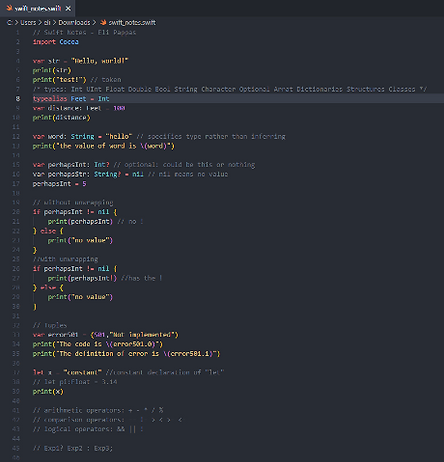 swift_notes.swift
C: > Users > eli > Downloads > swift_notes.swift
1 // Swift Notes - Eli Pappas
2 import Cocoa
3
4 var str = "Hello, world!"
5 print(str)
6 print("test!") // token
7 /* types: Int UInt Float Double Bool String Character Optional Arrat Dictionaries Structures Classes */
8 typealias Feet = Int
9 var distance: Feet = 100
10 print(distance)
11
12 var word: String = "hello" // specifies type rather than inferring
13 print("the value of word is \(word)")
14
15 var perhapsInt: Int? // optional: could be this or nothing
16 var perhapsStr: String? = nil // nil means no value
17 perhapsInt = 5
18
19 // without unwrapping
20 if perhapsInt != nil {
21 print(perhapsInt) // no !
22 } else {
23 print("no value")
24 }
25 //with unwrapping
26 if perhapsInt != nil {
27 print(perhapsInt!) //has the !
28 } else {
29 print("no value")
30 }
31
32 // tuples
33 var error501 = (501,"Not implemented")
34 print("The code is \(error501.0)")
35 print("The definition of error is \(error501.1)")
36
37 let x = "constant" //constant declaration of "let"
38 // let pi:Float = 3.14
39 print(x)
40
41 // arithmetic operators: + - * / %
42 // comparison operators:
43 // logical operators: && ||
44
45 // Exp1? Exp2 : Exp3;